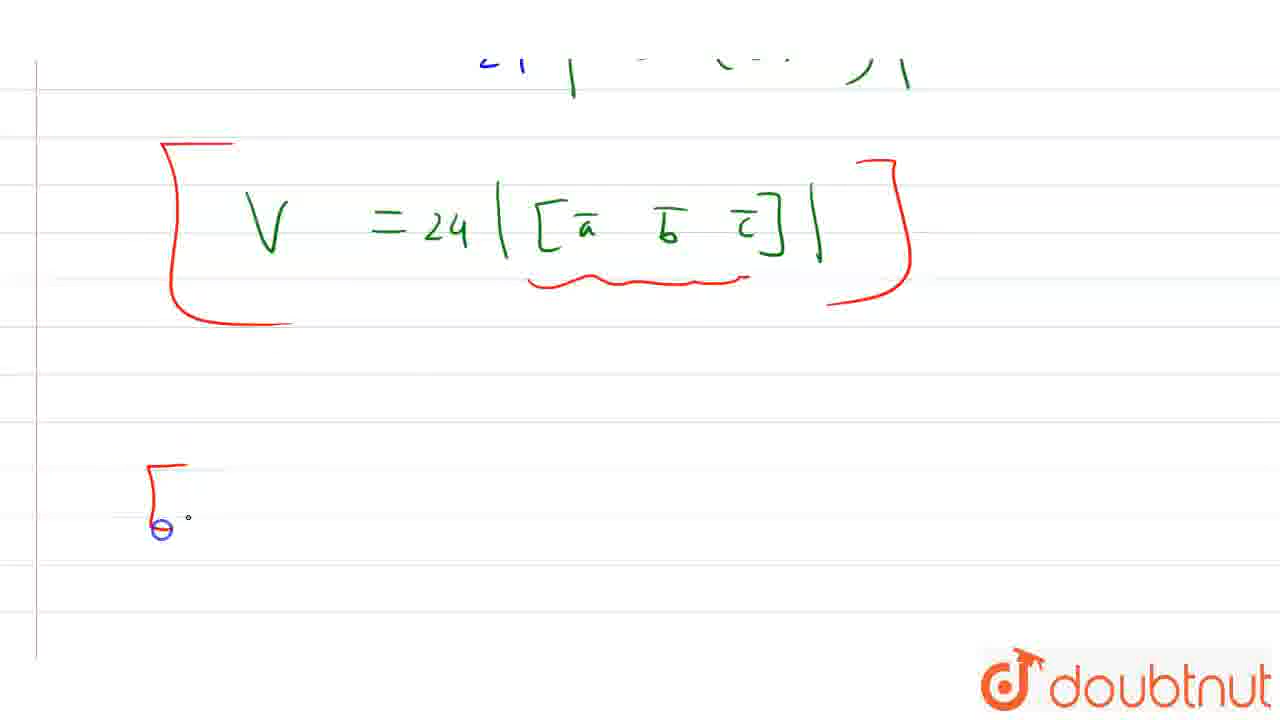 V = 24 | [ a̅ b̅ c̅ ] |
doubtnut